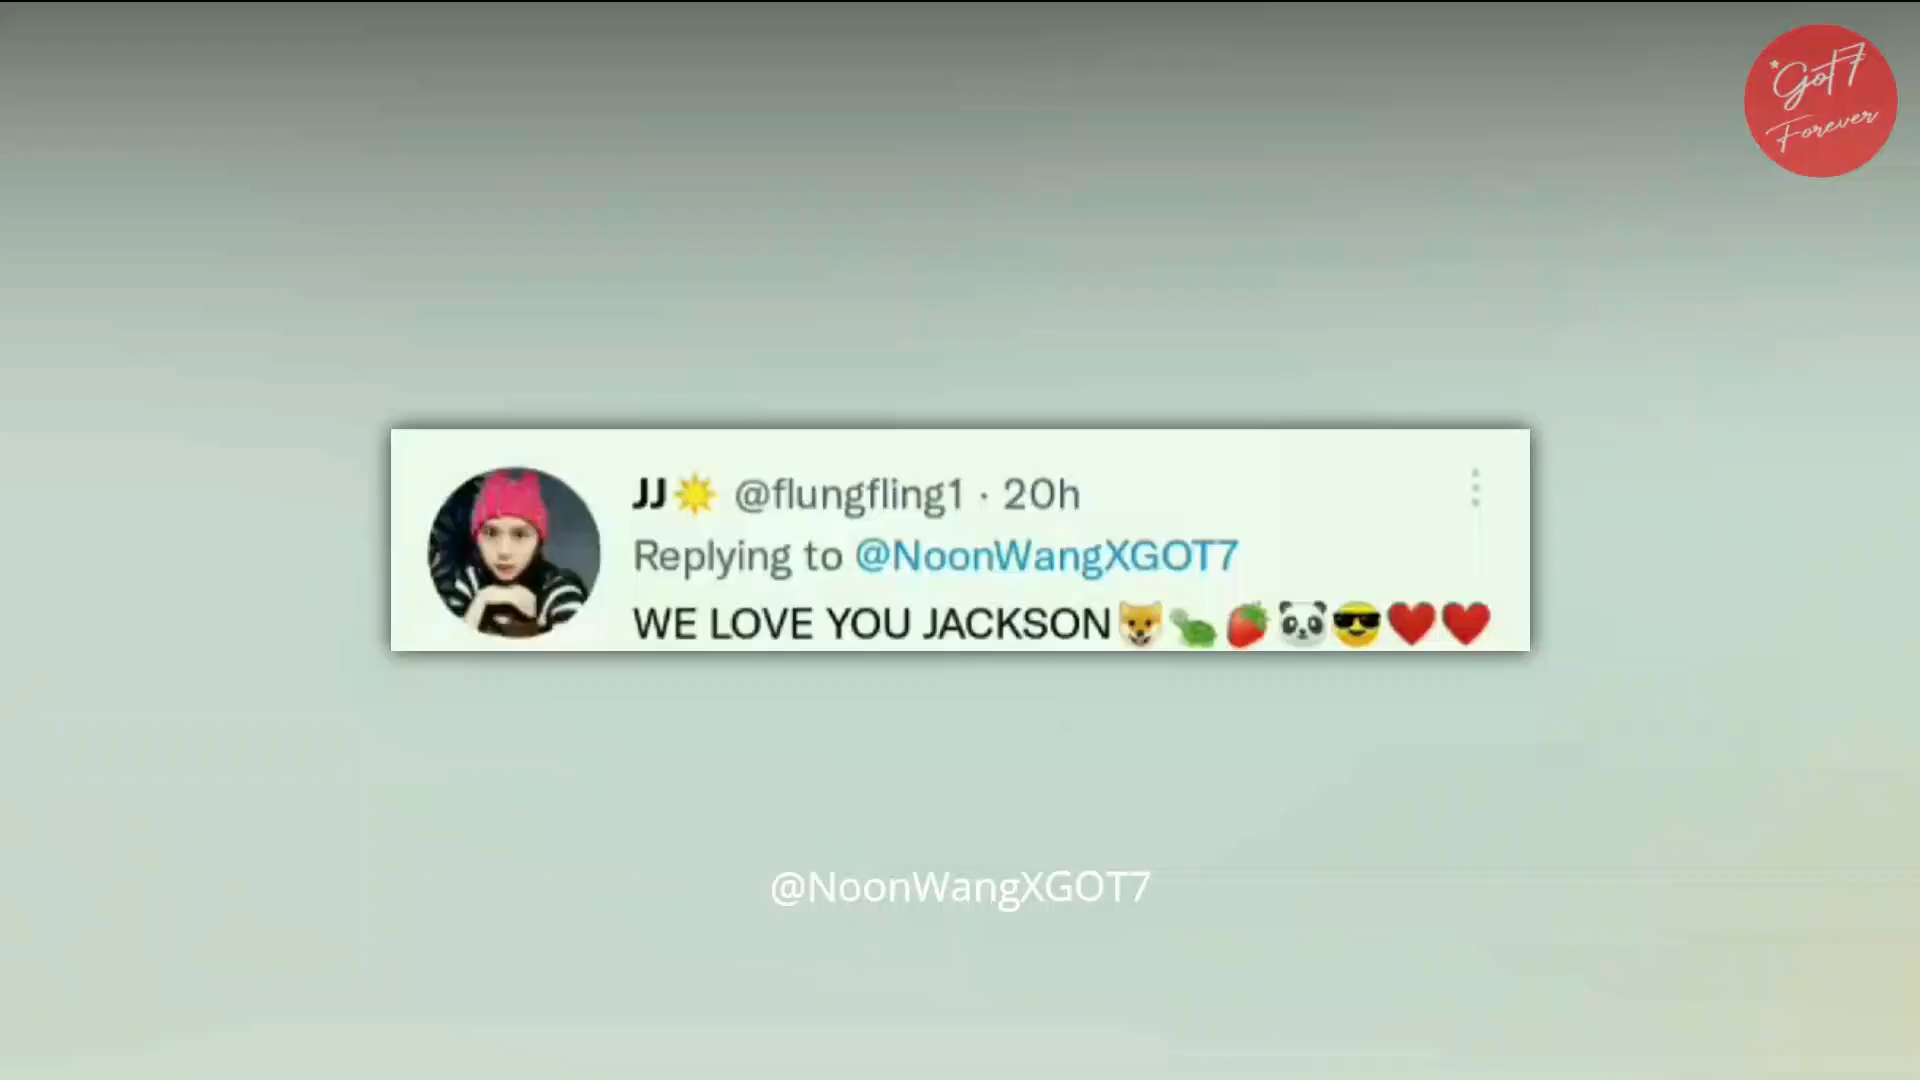 Got7
Forever
JJ☀️ @flungfling1 · 20h
Replying to @NoonWangXGOT7
WE LOVE YOU JACKSON🦊🐢🍓🐼😎❤️❤️
@NoonWangXGOT7